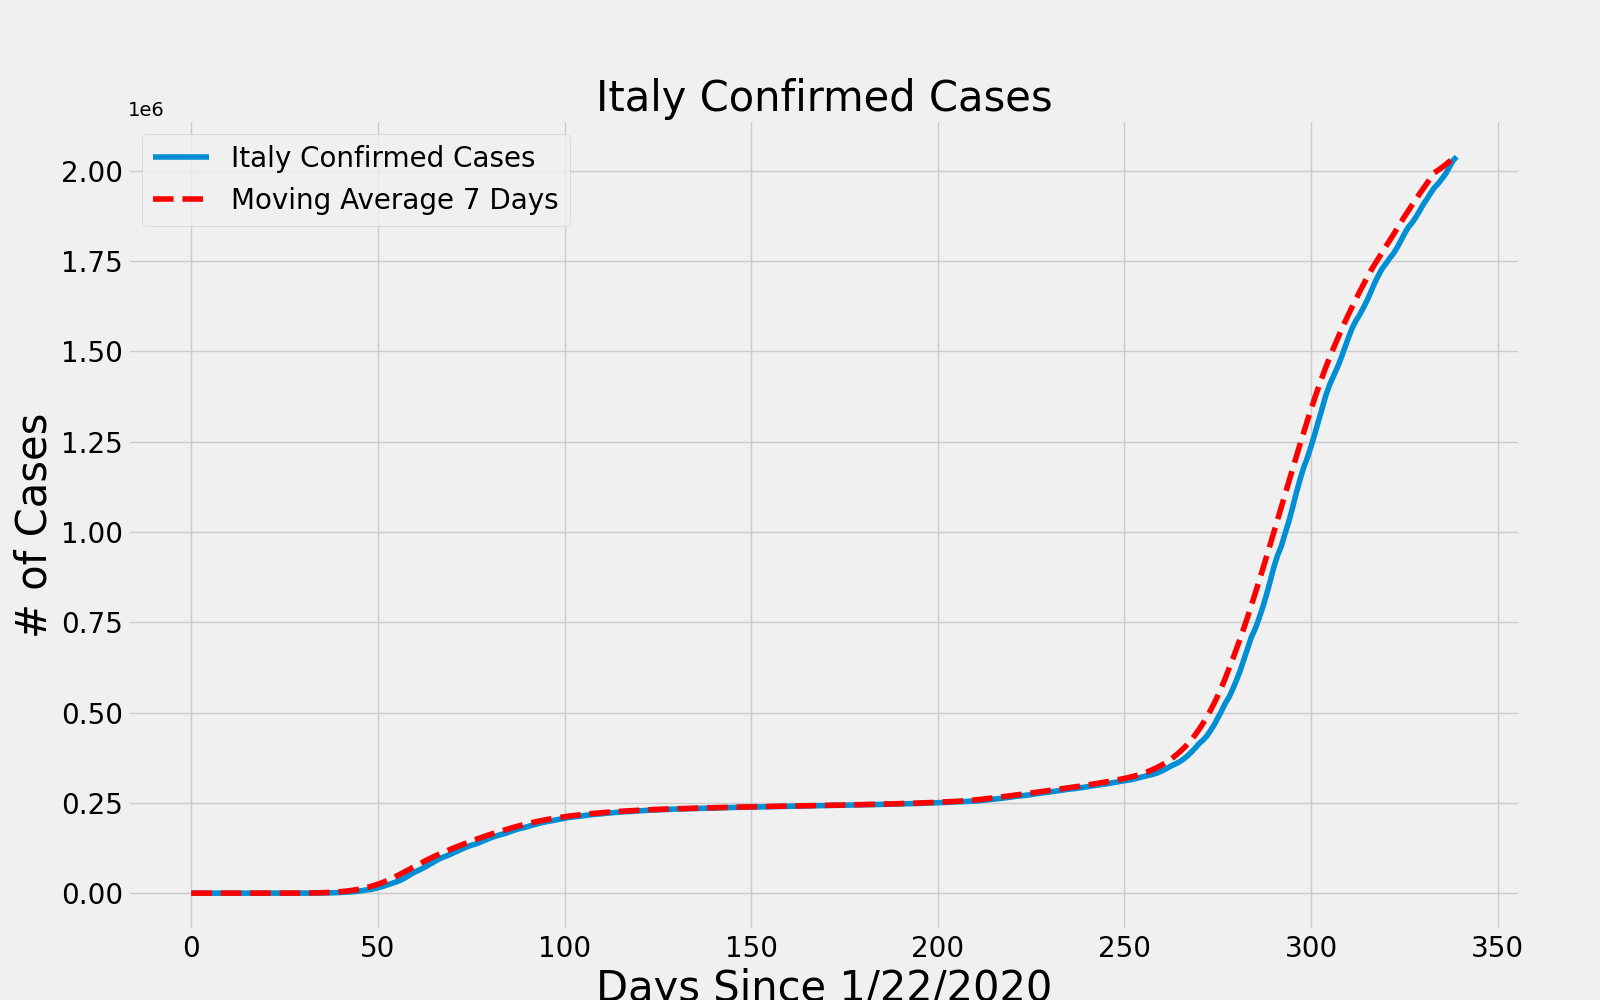 Italy Confirmed Cases
1e6
Italy Confirmed Cases
Moving Average 7 Days
2.00
1.75
1.50
1.25
1.00
0.75
0.50
0.25
0.00
# of Cases
0 50 100 150 200 250 300 350
Days Since 1/22/2020